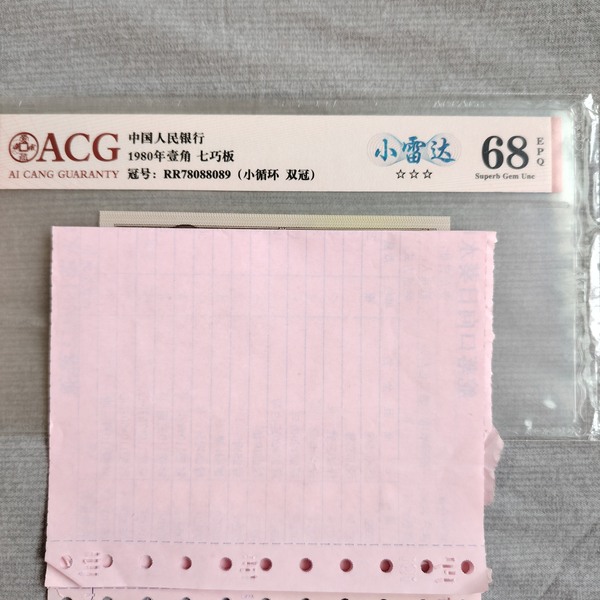 ACG
AI CANG GUARANTY
中国人民银行
1980年壹角 七巧板
冠号：RR78088089（小循环 双冠）
小雷达
☆☆☆
68
EPQ
Superb Gem Unc